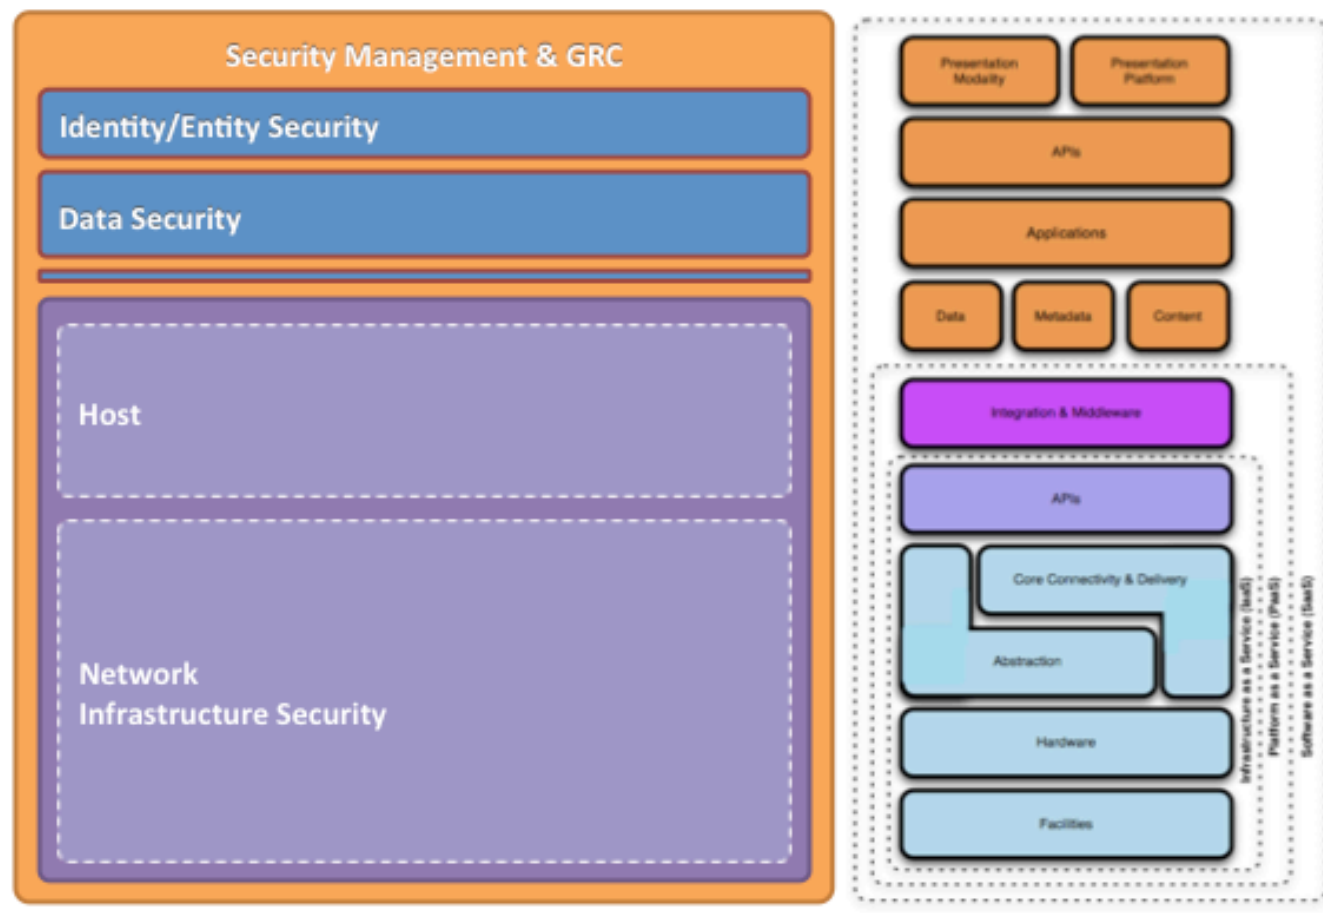 Security Management & GRC
Identity/Entity Security
Data Security
Host
Network
Infrastructure Security
Presentation
Modality
Presentation
Platform
APIs
Applications
Data
Metadata
Content
Integration & Middleware
APIs
Core Connectivity & Delivery
Abstraction
Hardware
Facilities
Infrastructure as a Service (IaaS)
Platform as a Service (PaaS)
Software as a Service (SaaS)